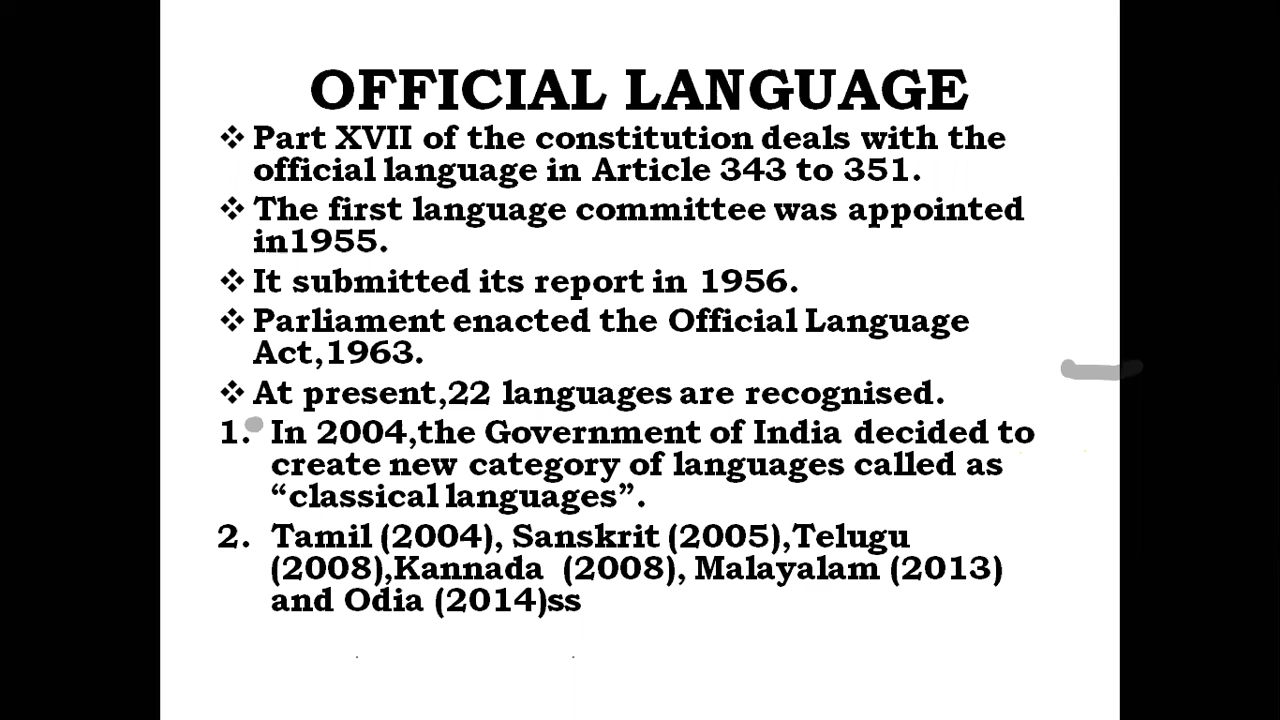 OFFICIAL LANGUAGE
❖ Part XVII of the constitution deals with the
official language in Article 343 to 351.
❖ The first language committee was appointed
in1955.
❖ It submitted its report in 1956.
❖ Parliament enacted the Official Language
Act,1963.
❖ At present,22 languages are recognised.
1. In 2004,the Government of India decided to
create new category of languages called as
“classical languages”.
2. Tamil (2004), Sanskrit (2005),Telugu
(2008),Kannada (2008), Malayalam (2013)
and Odia (2014)ss